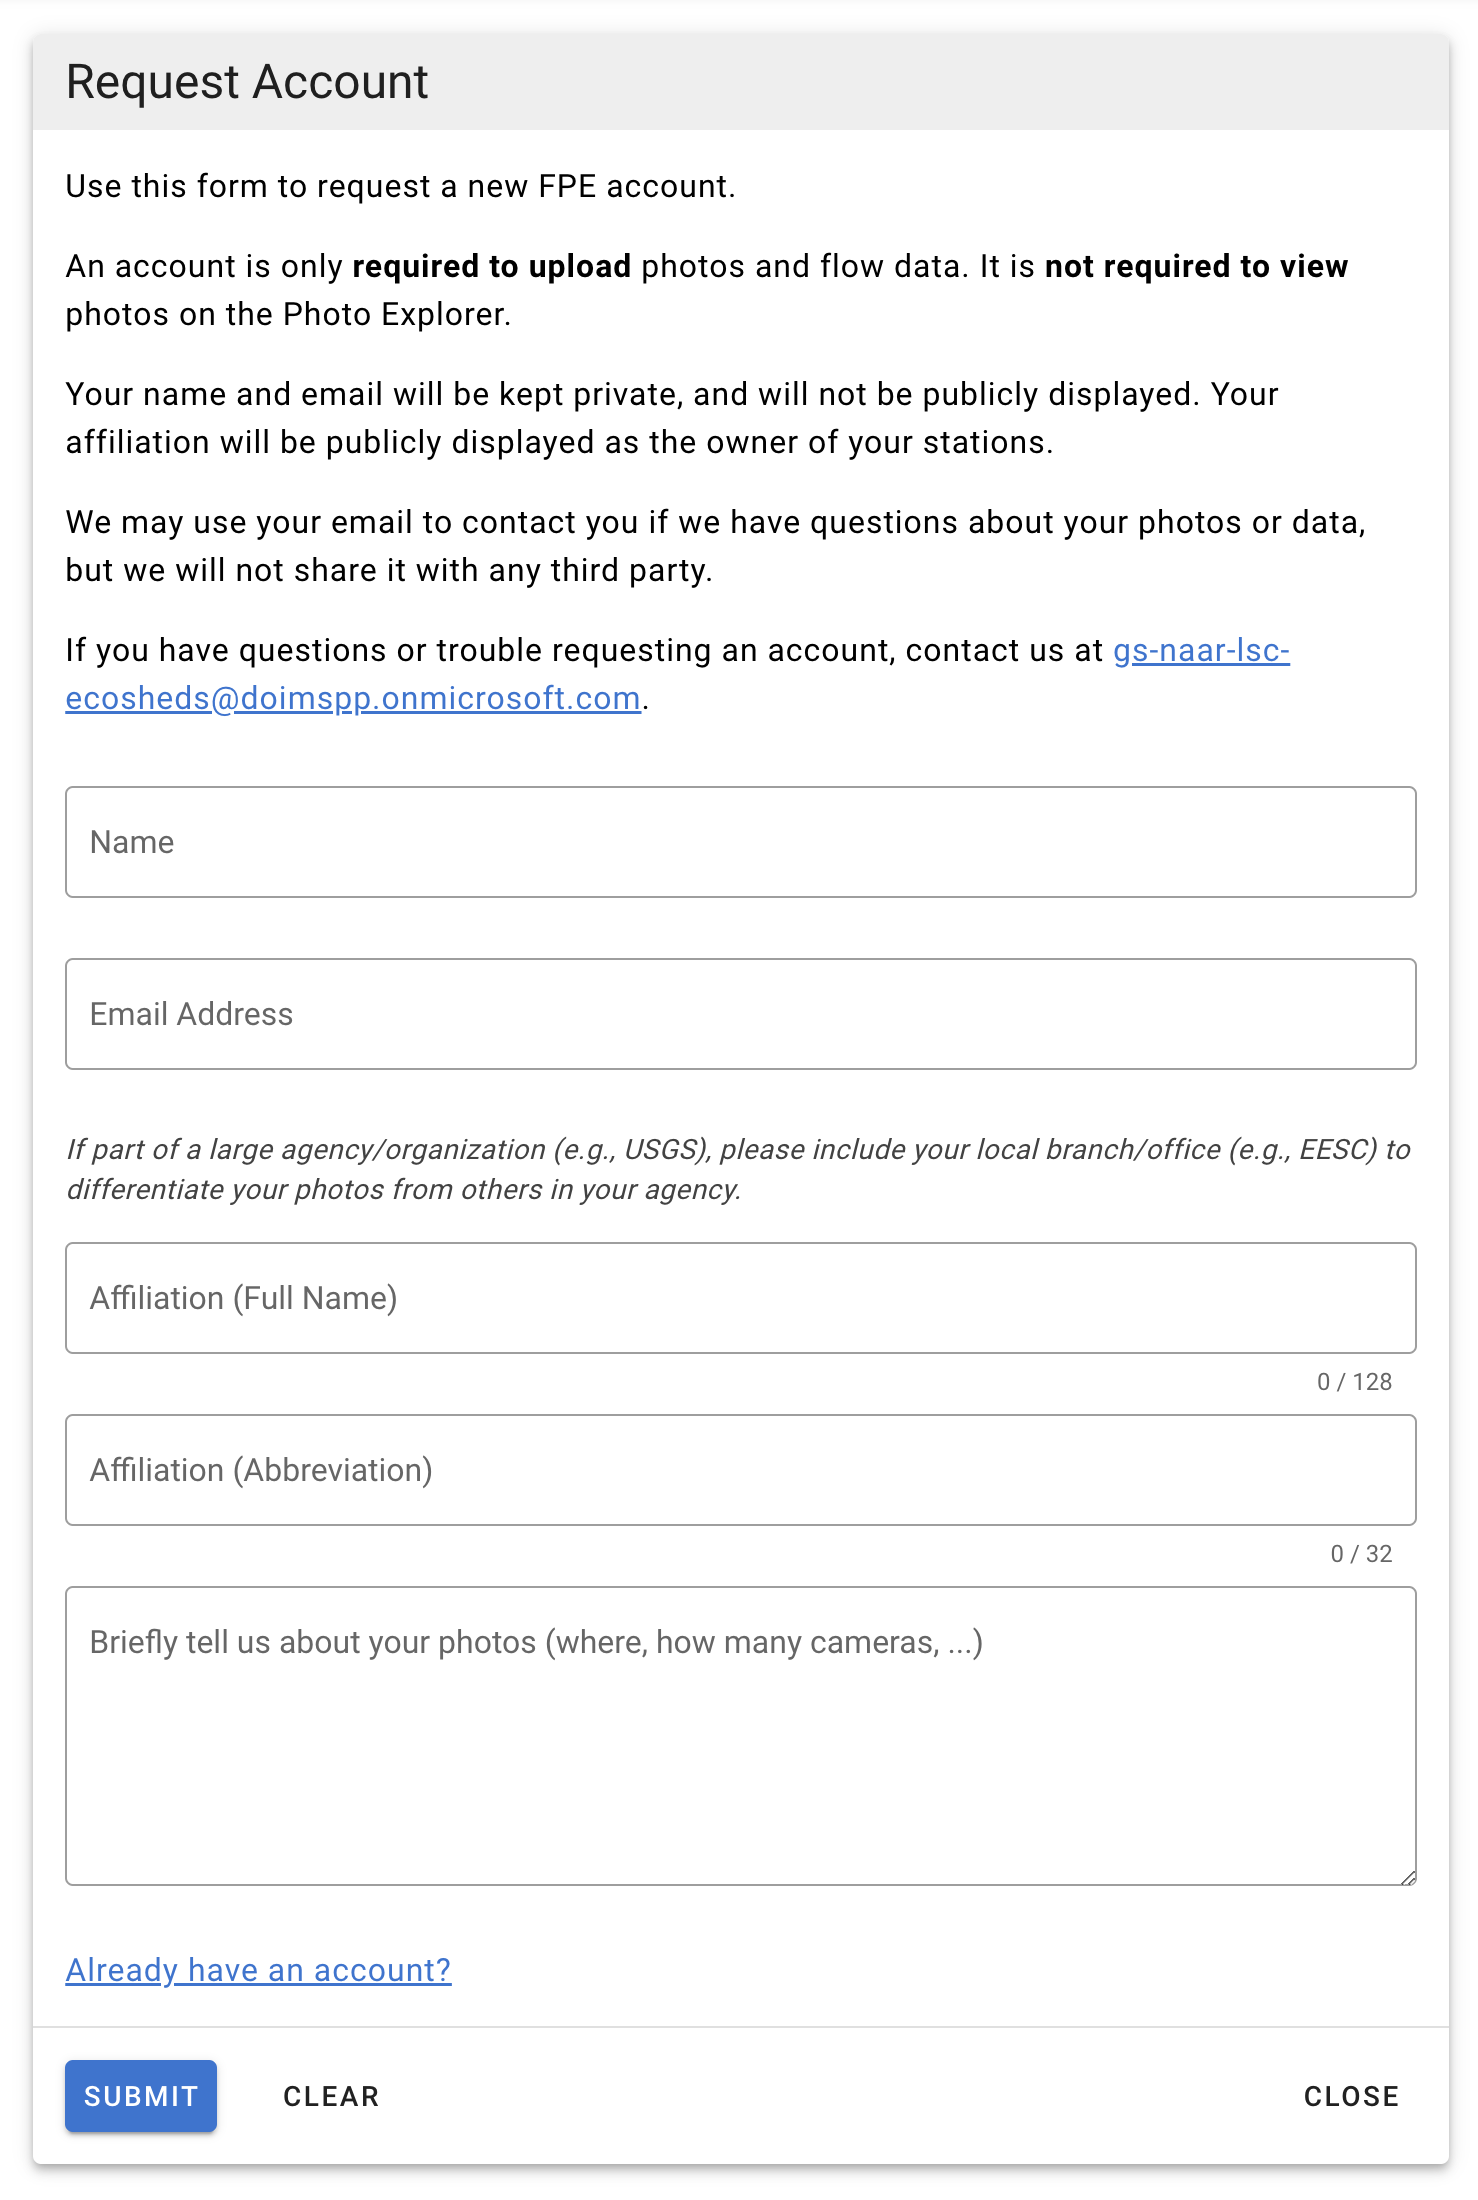 Request Account
Use this form to request a new FPE account.
An account is only required to upload photos and flow data. It is not required to view
photos on the Photo Explorer.
Your name and email will be kept private, and will not be publicly displayed. Your
affiliation will be publicly displayed as the owner of your stations.
We may use your email to contact you if we have questions about your photos or data,
but we will not share it with any third party.
If you have questions or trouble requesting an account, contact us at gs-naar-lsc-
ecosheds@doimspp.onmicrosoft.com.
Name
Email Address
If part of a large agency/organization (e.g., USGS), please include your local branch/office (e.g., EESC) to
differentiate your photos from others in your agency.
Affiliation (Full Name)
0 / 128
Affiliation (Abbreviation)
0 / 32
Briefly tell us about your photos (where, how many cameras, ...)
Already have an account?
SUBMIT CLEAR CLOSE